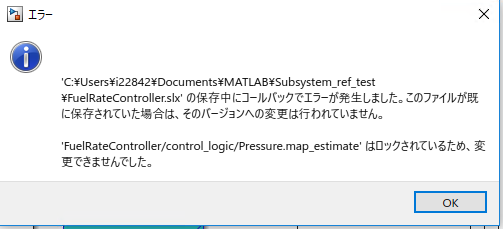 エラー
'C:¥Users¥i22842¥Documents¥MATLAB¥Subsystem_ref_test
¥FuelRateController.slx' の保存中にコールバックでエラーが発生しました。このファイルが既
に保存されていた場合は、そのバージョンへの変更は行われていません。
'FuelRateController/control_logic/Pressure.map_estimate' はロックされているため、変
更できませんでした。
OK